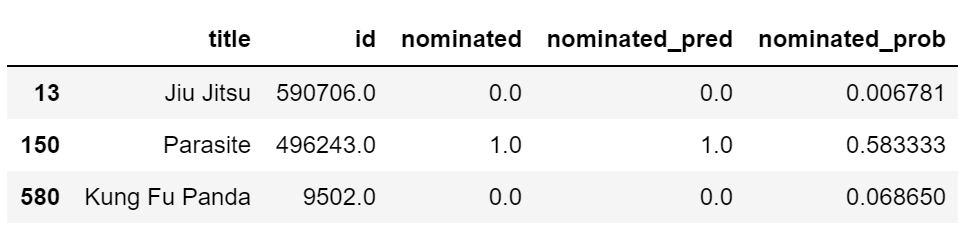 title id nominated nominated_pred nominated_prob
13 Jiu Jitsu 590706.0 0.0 0.0 0.006781
150 Parasite 496243.0 1.0 1.0 0.583333
580 Kung Fu Panda 9502.0 0.0 0.0 0.068650